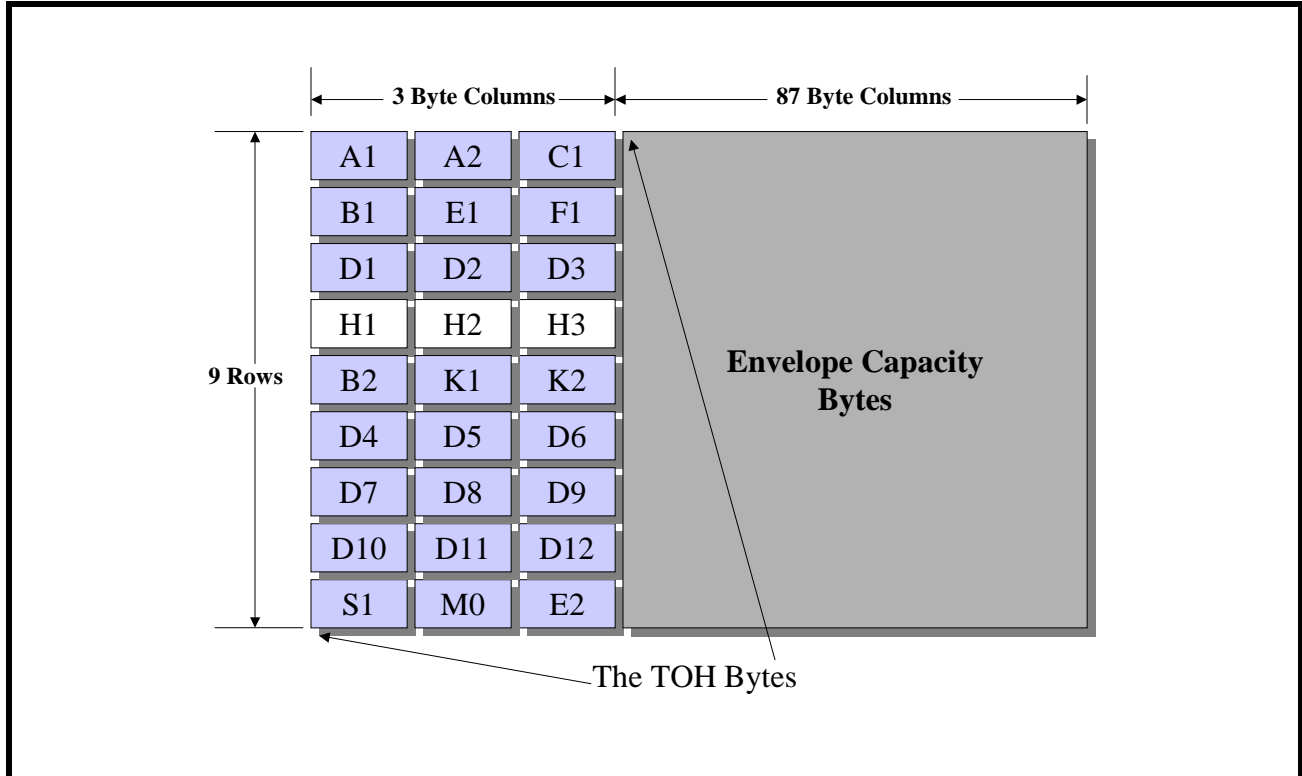 3 Byte Columns 87 Byte Columns
A1 A2 C1
B1 E1 F1
D1 D2 D3
H1 H2 H3
9 Rows
B2 K1 K2
D4 D5 D6
D7 D8 D9
D10 D11 D12
S1 M0 E2
Envelope Capacity
Bytes
The TOH Bytes